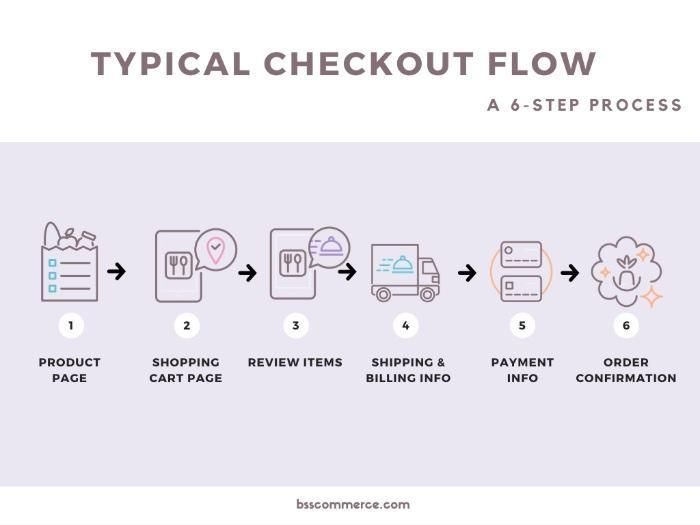 TYPICAL CHECKOUT FLOW
A 6-STEP PROCESS
1
2
3
4
5
6
PRODUCT
PAGE
SHOPPING
CART PAGE
REVIEW ITEMS
SHIPPING &
BILLING INFO
PAYMENT
INFO
ORDER
CONFIRMATION
bsscommerce.com